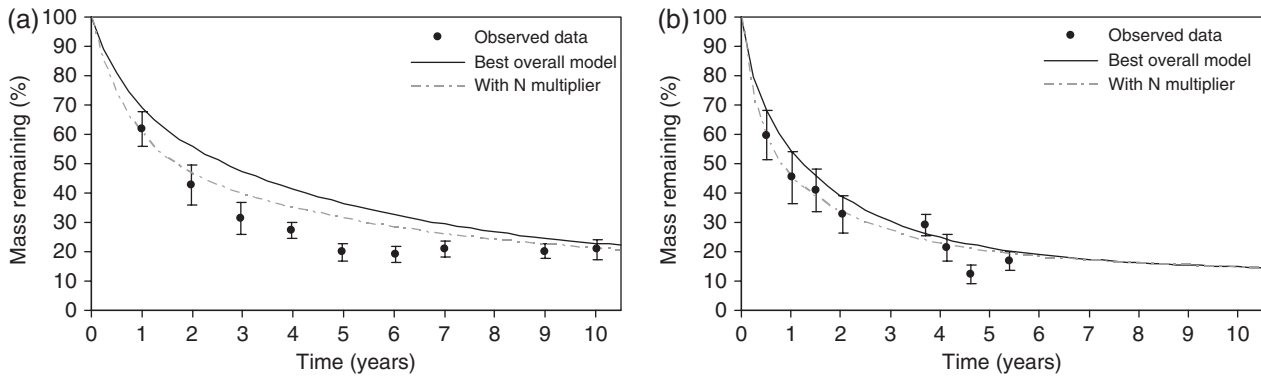 (a)
100
90
80
70
60
50
40
30
20
10
0
Mass remaining (%)
Observed data
Best overall model
With N multiplier
0 1 2 3 4 5 6 7 8 9 10
Time (years)
(b)
100
90
80
70
60
50
40
30
20
10
0
Mass remaining (%)
Observed data
Best overall model
With N multiplier
0 1 2 3 4 5 6 7 8 9 10
Time (years)